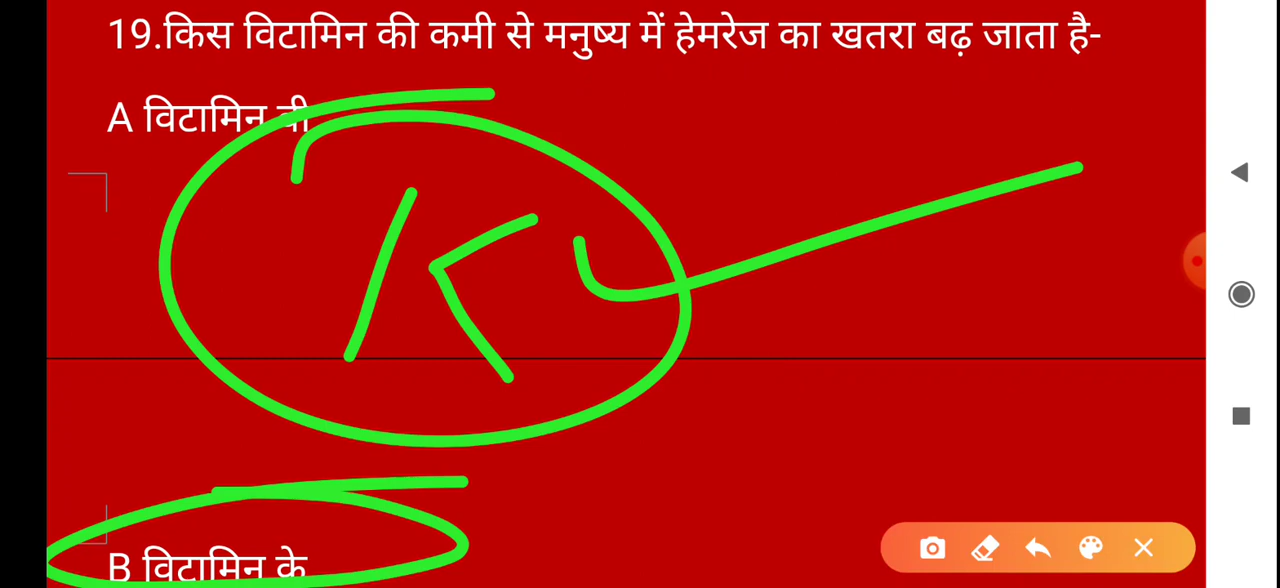 19.किस विटामिन की कमी से मनुष्य में हेमरेज का खतरा बढ़ जाता है-
A विटामिन बी
K
B विटामिन के